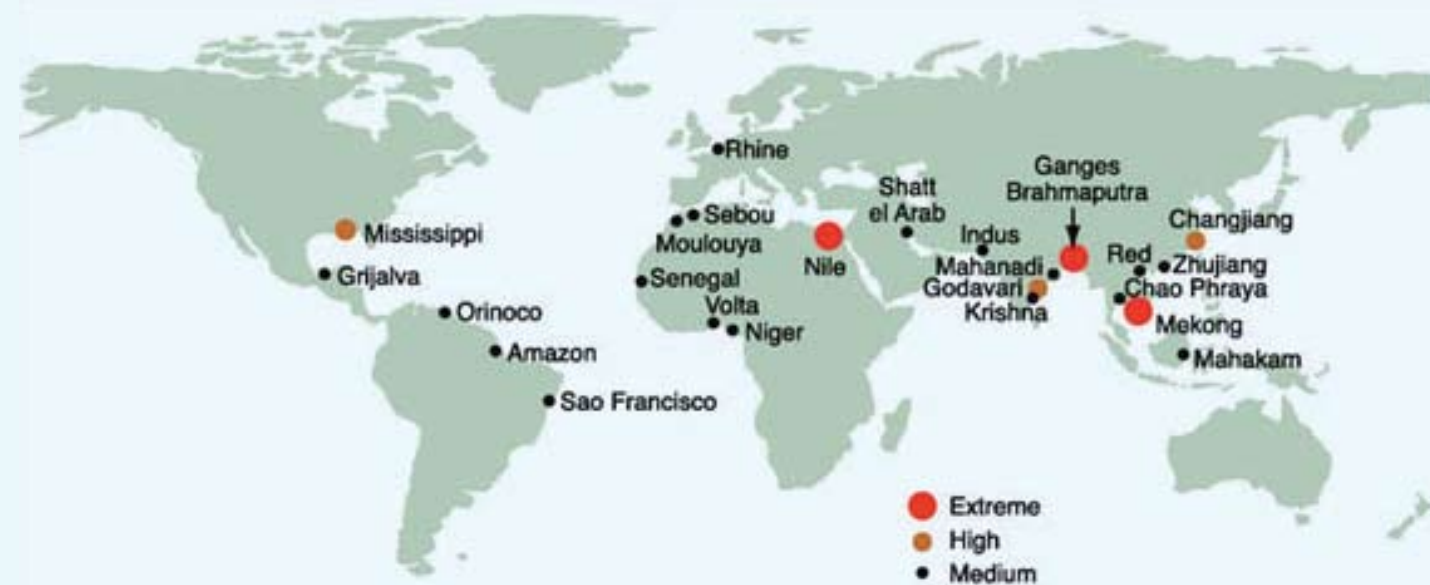 Rhine
Ganges
Brahmaputra
Shatt
el Arab
Sebou
Moulouya
Changjiang
Mississippi
Indus
Nile
Red
Zhujiang
Mahanadi
Grijalva
Senegal
Godavari
Chao Phraya
Volta
Krishna
Orinoco
Niger
Mekong
Amazon
Mahakam
Sao Francisco
Extreme
High
Medium